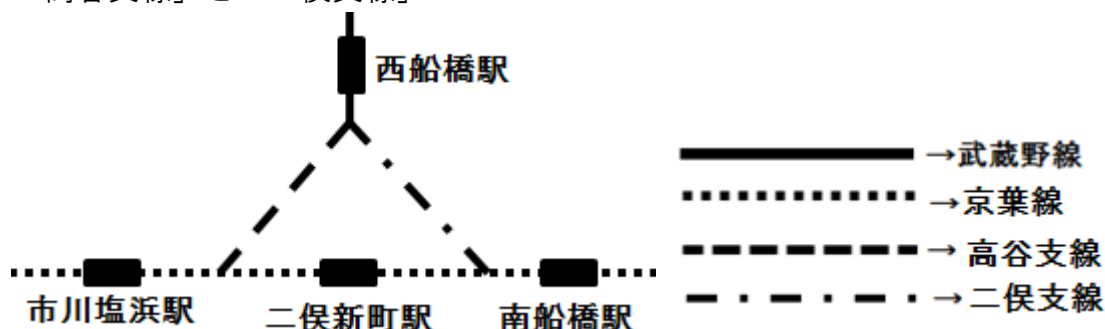 西船橋駅
市川塩浜駅
二俣新町駅
南船橋駅
→武蔵野線
→京葉線
→高谷支線
→二俣支線